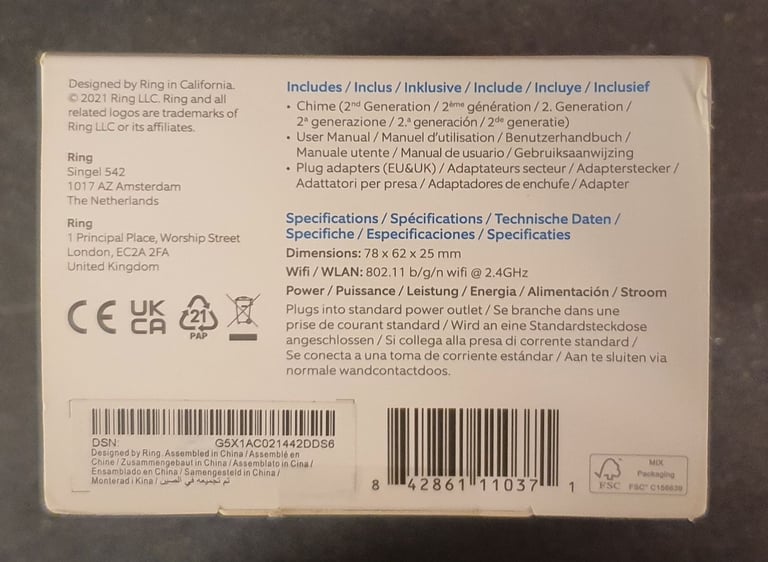 Designed by Ring in California.
© 2021 Ring LLC. Ring and all
related logos are trademarks of
Ring LLC or its affiliates.
Ring
Singel 542
1017 AZ Amsterdam
The Netherlands
Ring
1 Principal Place, Worship Street
London, EC2A 2FA
United Kingdom
CE
UK
CA
21
PAP
Includes / Inclus / Inklusive / Include / Incluye / Inclusief
• Chime (2nd Generation / 2ème génération / 2. Generation /
2ª generazione / 2.ª generación / 2de generatie)
• User Manual / Manuel d'utilisation / Benutzerhandbuch /
Manuale utente / Manual de usuario / Gebruiksaanwijzing
• Plug adapters (EU&UK) / Adaptateurs secteur / Adapterstecker /
Adattatori per presa / Adaptadores de enchufe / Adapter
Specifications / Spécifications / Technische Daten /
Specifiche / Especificaciones / Specificaties
Dimensions: 78 x 62 x 25 mm
Wifi / WLAN: 802.11 b/g/n wifi @ 2.4GHz
Power / Puissance / Leistung / Energia / Alimentación / Stroom
Plugs into standard power outlet / Se branche dans une
prise de courant standard / Wird an eine Standardsteckdose
angeschlossen / Si collega alla presa di corrente standard /
Se conecta a una toma de corriente estándar / Aan te sluiten via
normale wandcontactdoos.
DSN: G5X1AC021442DDS6
Designed by Ring. Assembled in China / Assemblé en
Chine / Zusammengebaut in China / Assemblato in Cina /
Ensamblado en China / Samengesteld in China /
Monterad i Kina / تم تجميعه في الصين
8 42861 11037 1
FSC
MIX
Packaging
FSC® C156639